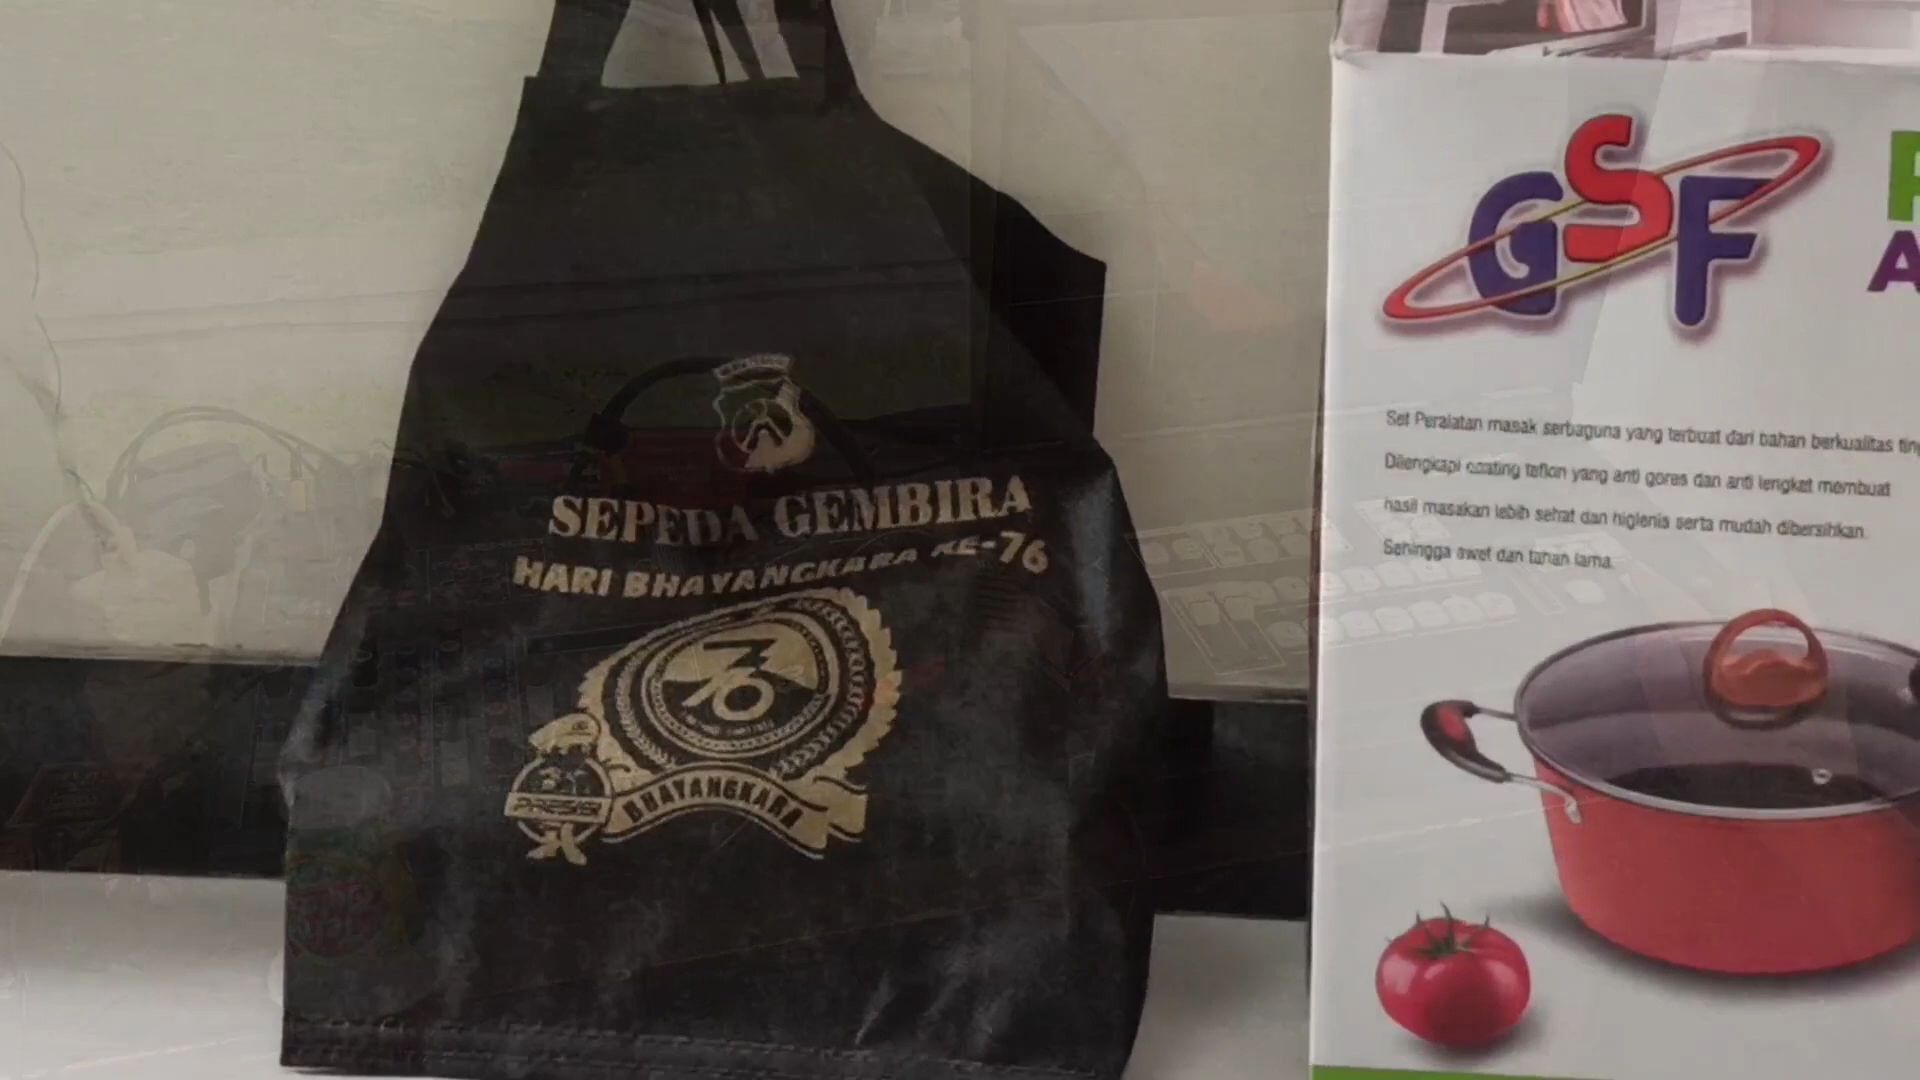 SEPEDA GEMBIRA
HARI BHAYANGKARA KE-76
76
PRESISI
BHAYANGKARA
GSF
Set Peralatan masak serbaguna yang terbuat dari bahan berkualitas
Dilengkapi coating teflon yang anti gores dan anti lengket membuat
hasil masakan lebih sehat dan higienis serta mudah dibersihkan.
Sehingga awet dan tahan lama.